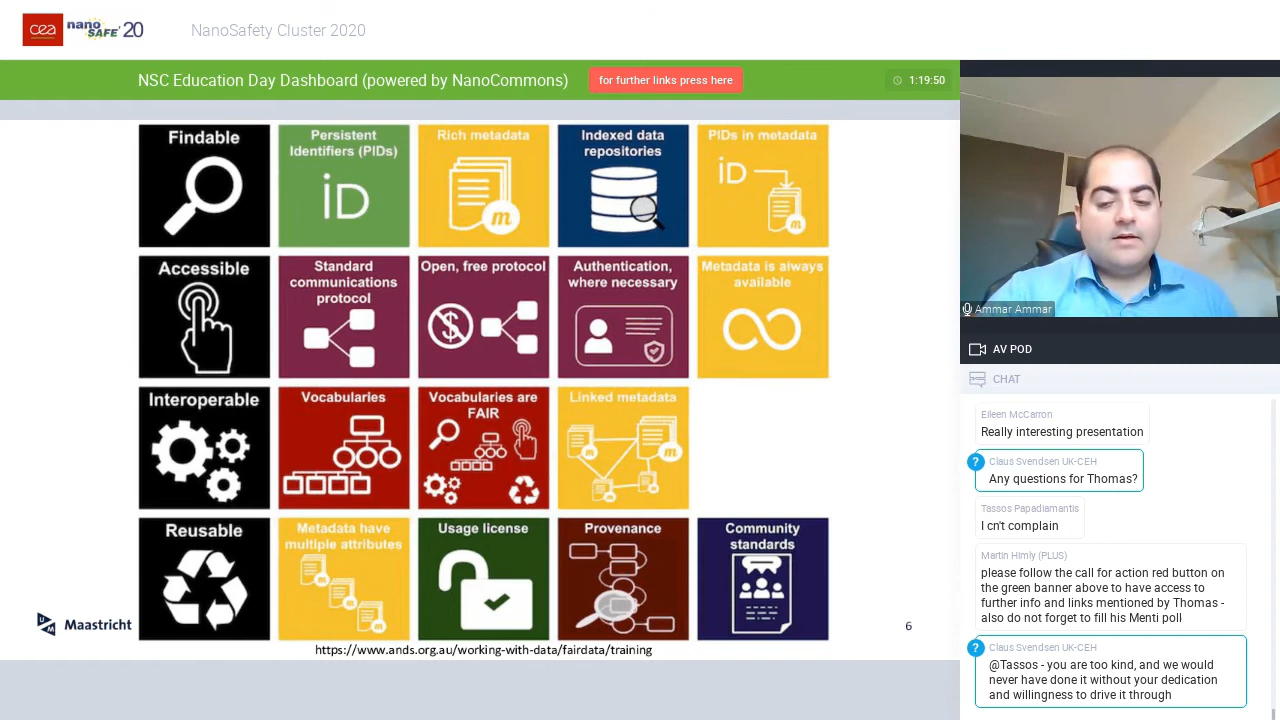 cea nano SAFE' 20
NanoSafety Cluster 2020
NSC Education Day Dashboard (powered by NanoCommons)
for further links press here
1:19:50
Findable
Persistent
Identifiers (PIDs)
iD
Rich metadata
m
Indexed data
repositories
PIDs in metadata
iD
m
Accessible
Standard
communications
protocol
Open, free protocol
$
Authentication,
where necessary
Metadata is always
available
Interoperable
Vocabularies
Vocabularies are
FAIR
Linked metadata
Reusable
Metadata have
multiple attributes
Usage license
Provenance
Community
standards
Maastricht
6
https://www.ands.org.au/working-with-data/fairdata/training
Ammar Ammar
AV POD
CHAT
Eileen McCarron
Really interesting presentation
?
Claus Svendsen UK-CEH
Any questions for Thomas?
Tassos Papadiamantis
I cn't complain
Martin Himly (PLUS)
please follow the call for action red button on
the green banner above to have access to
further info and links mentioned by Thomas -
also do not forget to fill his Menti poll
?
Claus Svendsen UK-CEH
@Tassos - you are too kind, and we would
never have done it without your dedication
and willingness to drive it through